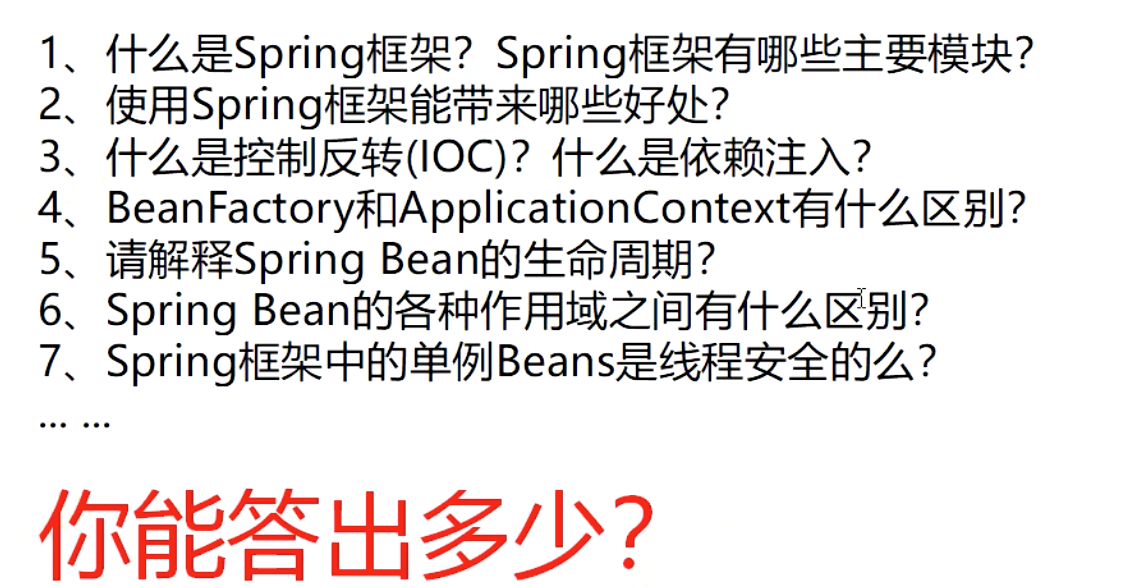 1、什么是Spring框架？Spring框架有哪些主要模块？
2、使用Spring框架能带来哪些好处？
3、什么是控制反转(IOC)？什么是依赖注入？
4、BeanFactory和ApplicationContext有什么区别？
5、请解释Spring Bean的生命周期？
6、Spring Bean的各种作用域之间有什么区别？
7、Spring框架中的单例Beans是线程安全的么？
... ...
你能答出多少？